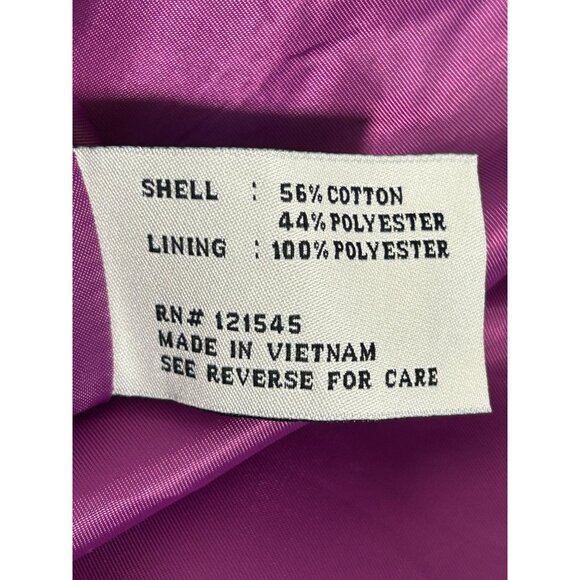 SHELL : 56% COTTON
44% POLYESTER
LINING : 100% POLYESTER
RN# 121545
MADE IN VIETNAM
SEE REVERSE FOR CARE